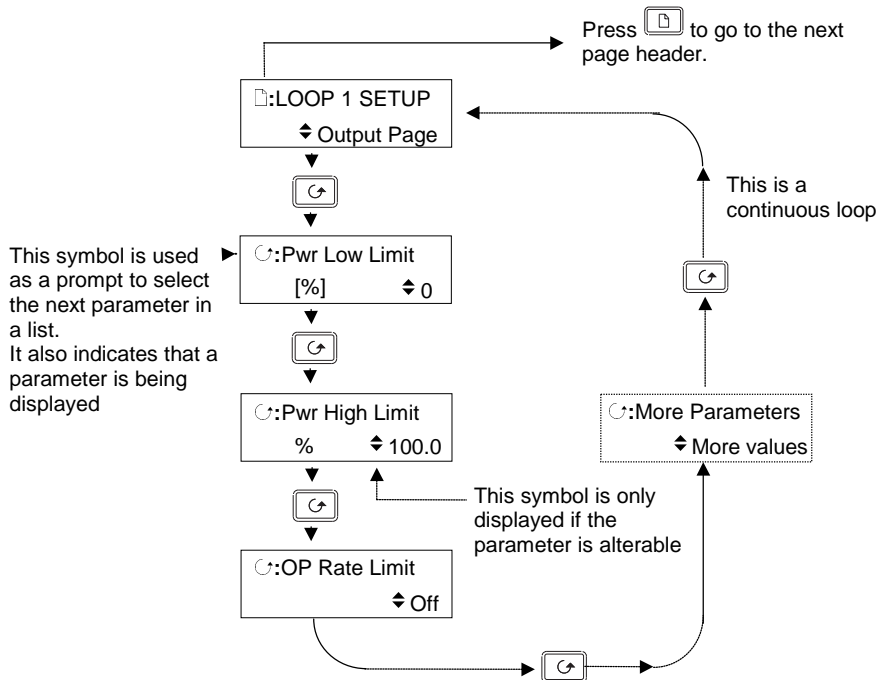 Press to go to the next
page header.
:LOOP 1 SETUP
Output Page
This is a
continuous loop
This symbol is used
as a prompt to select
the next parameter in
a list.
It also indicates that a
parameter is being
displayed
:Pwr Low Limit
[%] 0
:Pwr High Limit
% 100.0
:More Parameters
More values
This symbol is only
displayed if the
parameter is alterable
:OP Rate Limit
Off